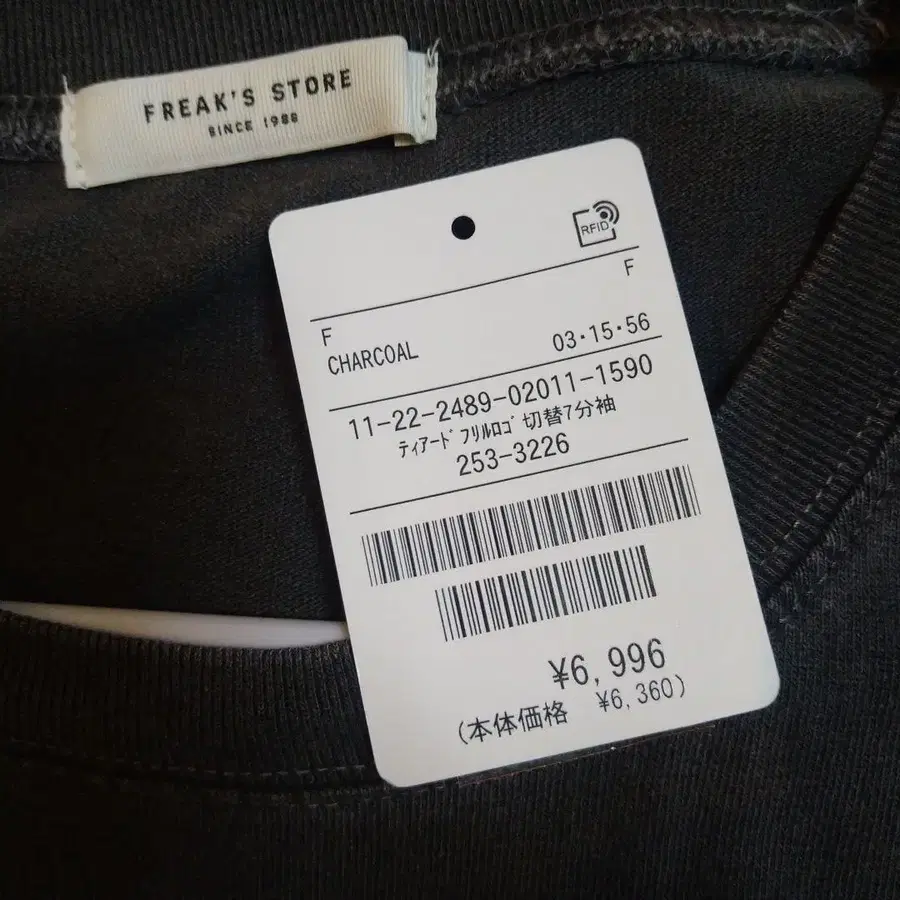 FREAK'S STORE
SINCE 1988
RFID
F
F
CHARCOAL 03・15・56
11-22-2489-02011-1590
ﾃｨｱｰﾄﾞ ﾌﾘﾙﾛｺﾞ 切替7分袖
253-3226
¥6,996
(本体価格 ¥6,360)